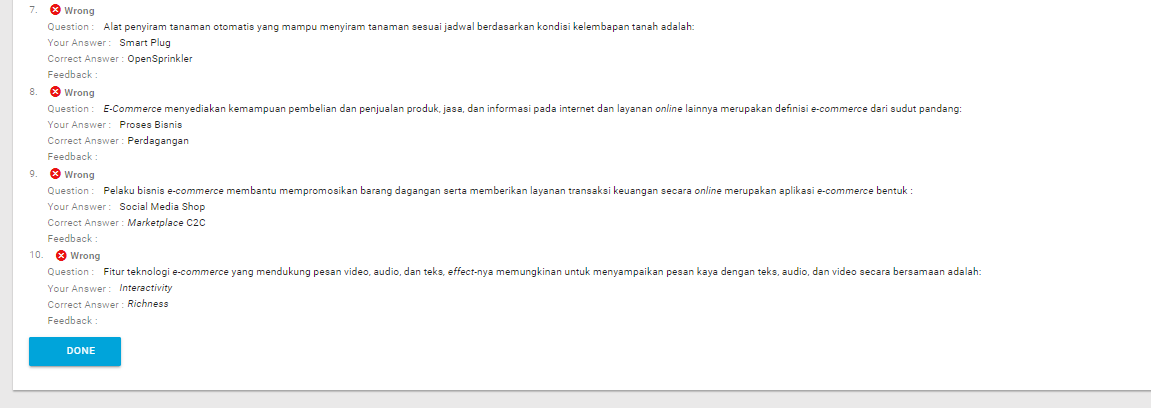 7. Wrong
Question : Alat penyiram tanaman otomatis yang mampu menyiram tanaman sesuai jadwal berdasarkan kondisi kelembapan tanah adalah:
Your Answer : Smart Plug
Correct Answer : OpenSprinkler
Feedback :
8. Wrong
Question : E-Commerce menyediakan kemampuan pembelian dan penjualan produk, jasa, dan informasi pada internet dan layanan online lainnya merupakan definisi e-commerce dari sudut pandang:
Your Answer : Proses Bisnis
Correct Answer : Perdagangan
Feedback :
9. Wrong
Question : Pelaku bisnis e-commerce membantu mempromosikan barang dagangan serta memberikan layanan transaksi keuangan secara online merupakan aplikasi e-commerce bentuk :
Your Answer : Social Media Shop
Correct Answer : Marketplace C2C
Feedback :
10. Wrong
Question : Fitur teknologi e-commerce yang mendukung pesan video, audio, dan teks, effect-nya memungkinan untuk menyampaikan pesan kaya dengan teks, audio, dan video secara bersamaan adalah:
Your Answer : Interactivity
Correct Answer : Richness
Feedback :
DONE